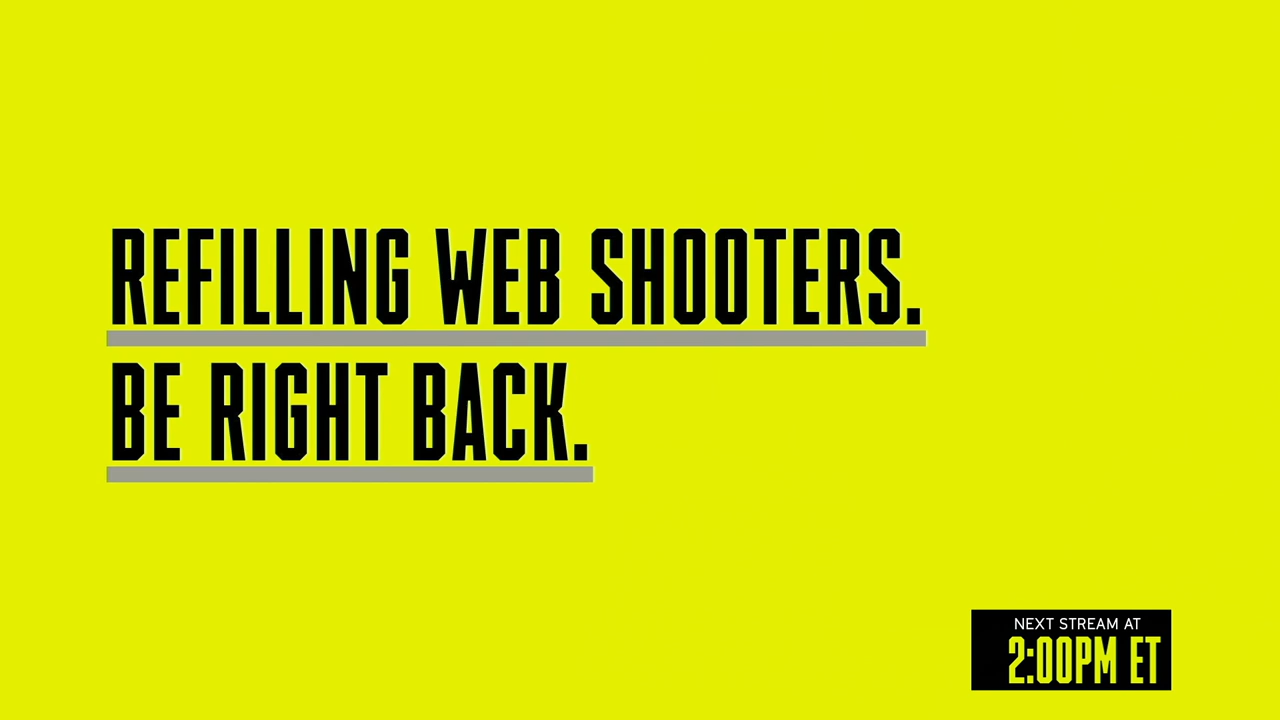 REFILLING WEB SHOOTERS.
BE RIGHT BACK.
NEXT STREAM AT
2:00PM ET